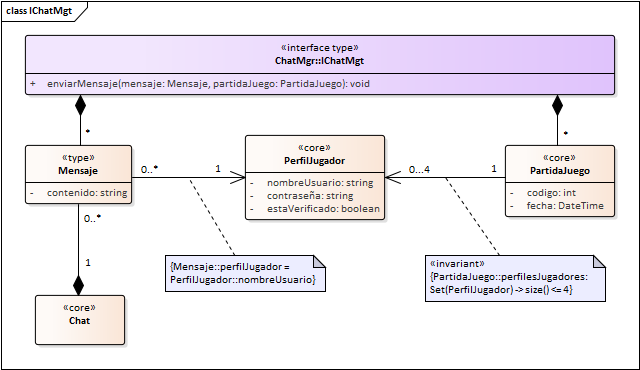 class IChatMgt
«interface type»
ChatMgr::IChatMgt
+ enviarMensaje(mensaje: Mensaje, partidaJuego: PartidaJuego): void
*
*
«type»
Mensaje
- contenido: string
0..*
1
«core»
PerfilJugador
- nombreUsuario: string
- contraseña: string
- estaVerificado: boolean
0...4
1
«core»
PartidaJuego
- codigo: int
- fecha: DateTime
0..*
1
{Mensaje::perfilJugador =
PerfilJugador::nombreUsuario}
«invariant»
{PartidaJuego::perfilesJugadores:
Set(PerfilJugador) -> size() <= 4}
«core»
Chat